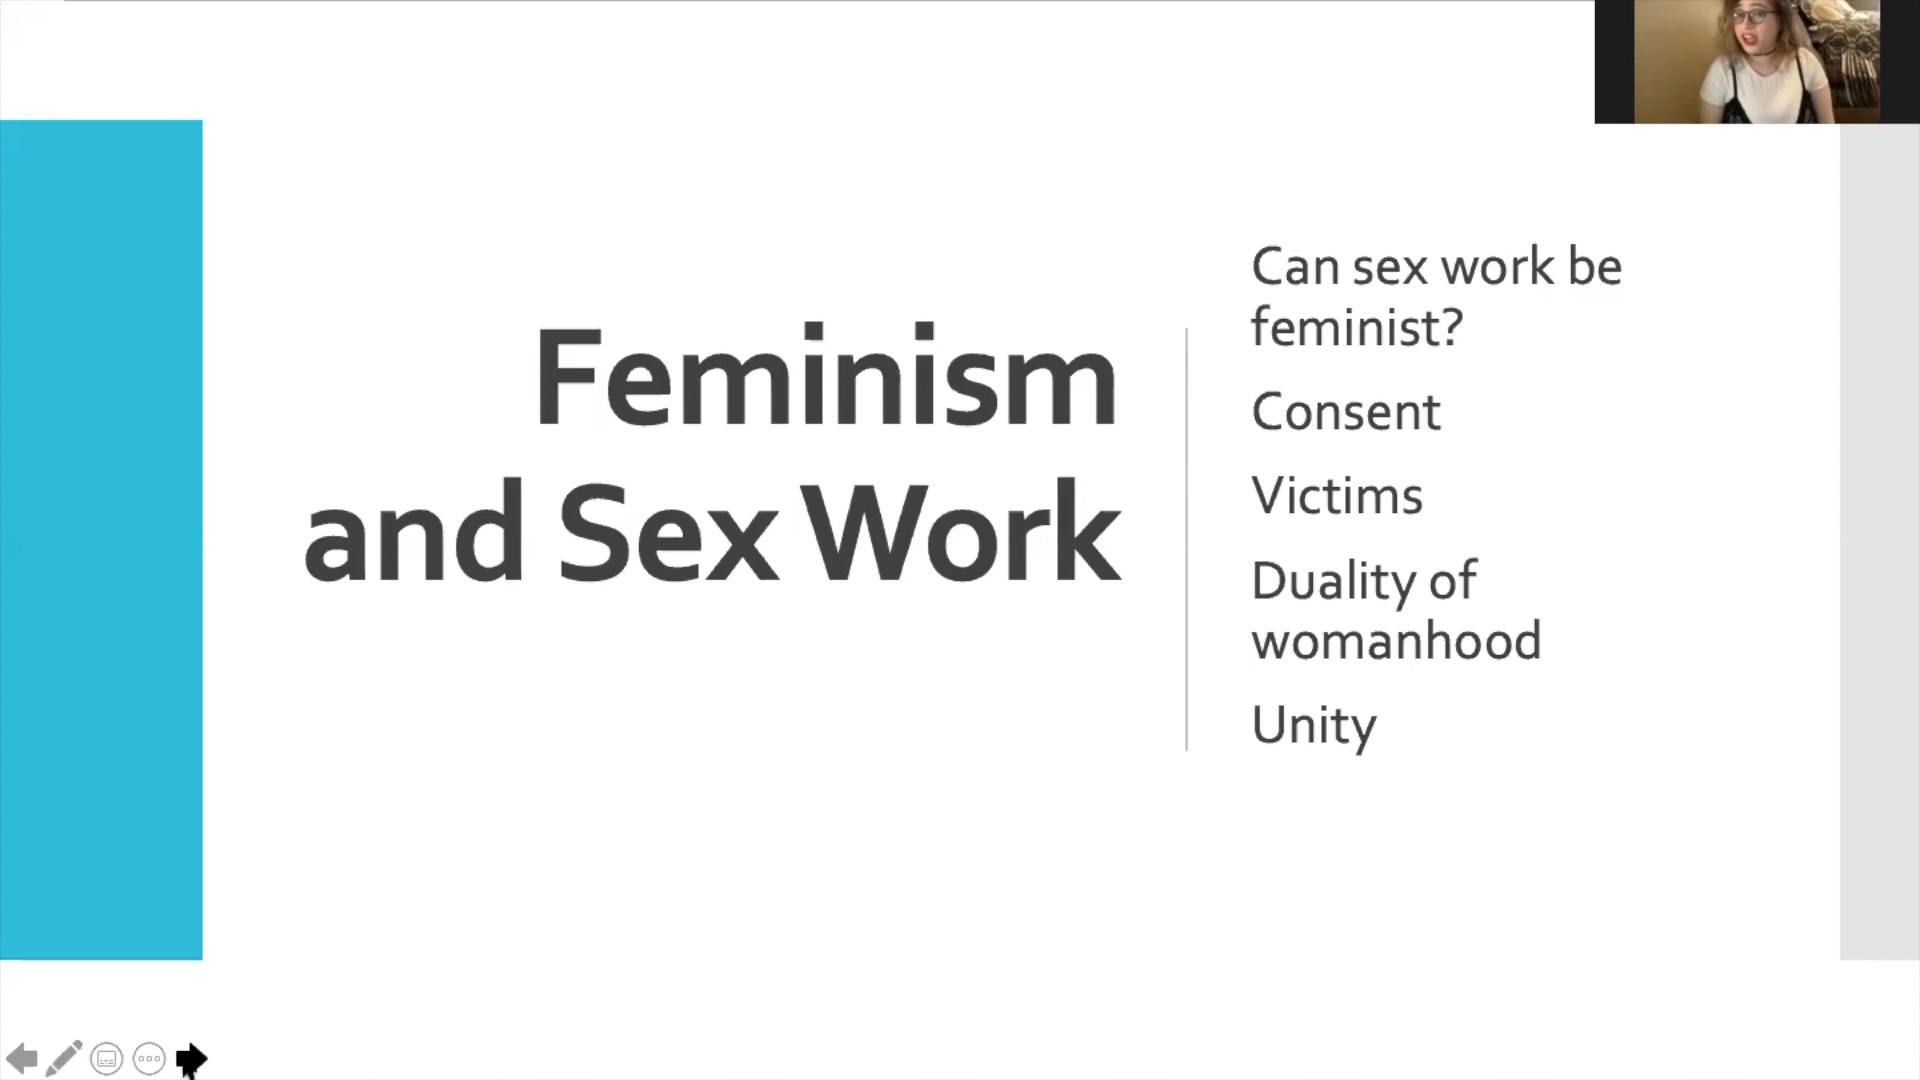 Feminism
and Sex Work
Can sex work be
feminist?
Consent
Victims
Duality of
womanhood
Unity